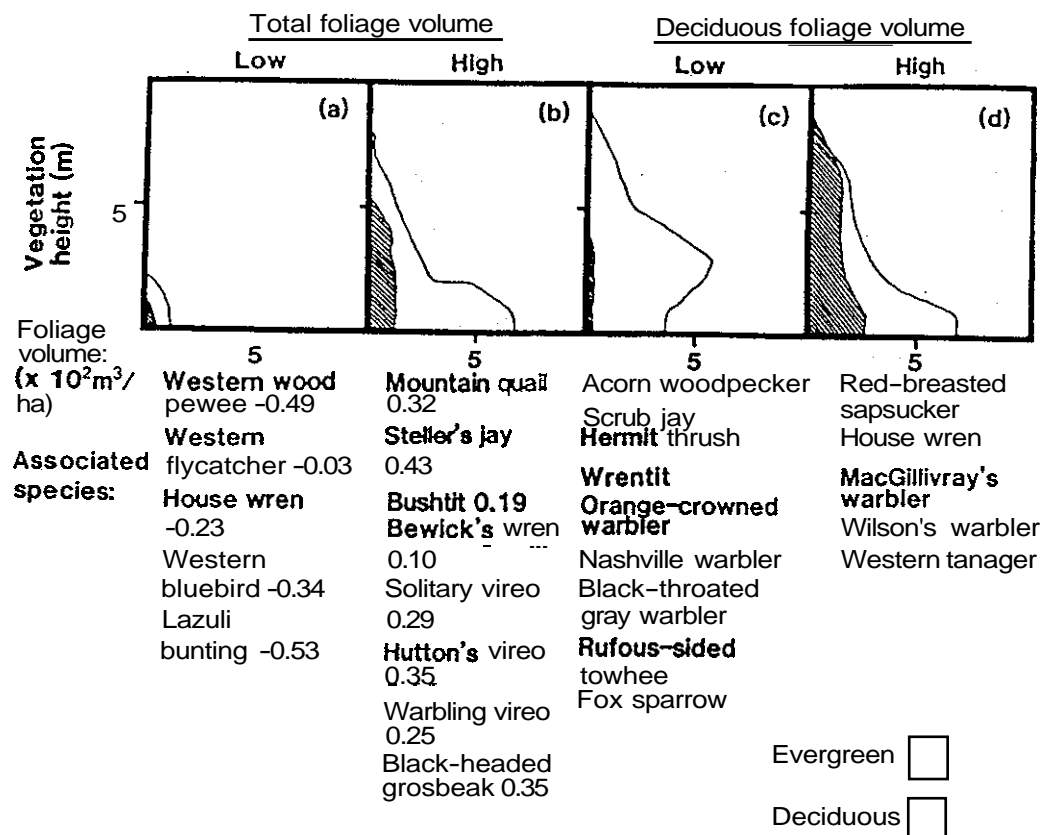 Total foliage volume
Deciduous foliage volume
Low
High
Low
High
(a)
(b)
(c)
(d)
Vegetation
height (m)
5
Foliage
volume:
(x 10²m³/
ha)
5
5
5
5
Associated
species:
Western wood
pewee -0.49
Western
flycatcher -0.03
House wren
-0.23
Western
bluebird -0.34
Lazuli
bunting -0.53
Mountain quail
0.32
Steller's jay
0.43
Bushtit 0.19
Bewick's wren
0.10
Solitary vireo
0.29
Hutton's vireo
0.35
Warbling vireo
0.25
Black-headed
grosbeak 0.35
Acorn woodpecker
Scrub jay
Hermit thrush
Wrentit
Orange-crowned
warbler
Nashville warbler
Black-throated
gray warbler
Rufous-sided
towhee
Fox sparrow
Red-breasted
sapsucker
House wren
MacGillivray's
warbler
Wilson's warbler
Western tanager
Evergreen
Deciduous